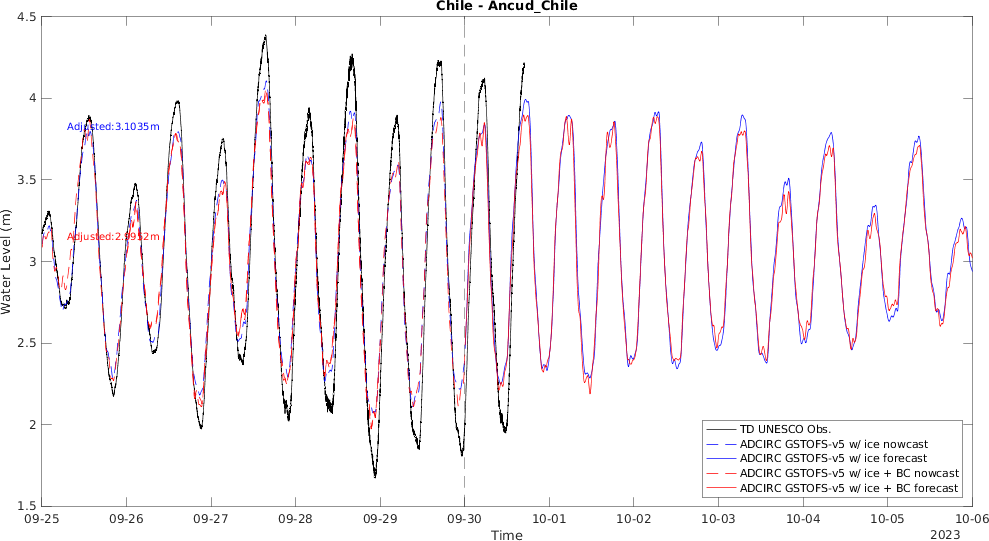 Chile - Ancud_Chile
4.5
4
3.5
3
2.5
2
1.5
Water Level (m)
Adjusted:3.1035m
Adjusted:2.9952m
TD UNESCO Obs.
ADCIRC GSTOFS-v5 w/ ice nowcast
ADCIRC GSTOFS-v5 w/ ice forecast
ADCIRC GSTOFS-v5 w/ ice + BC nowcast
ADCIRC GSTOFS-v5 w/ ice + BC forecast
09-25 09-26 09-27 09-28 09-29 09-30 10-01 10-02 10-03 10-04 10-05 10-06
Time
2023